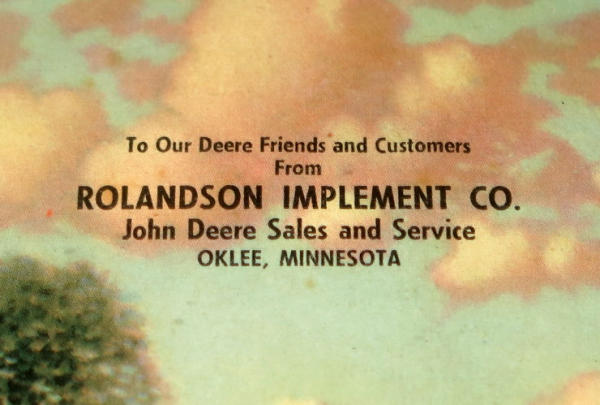 To Our Deere Friends and Customers
From
ROLANDSON IMPLEMENT CO.
John Deere Sales and Service
OKLEE, MINNESOTA